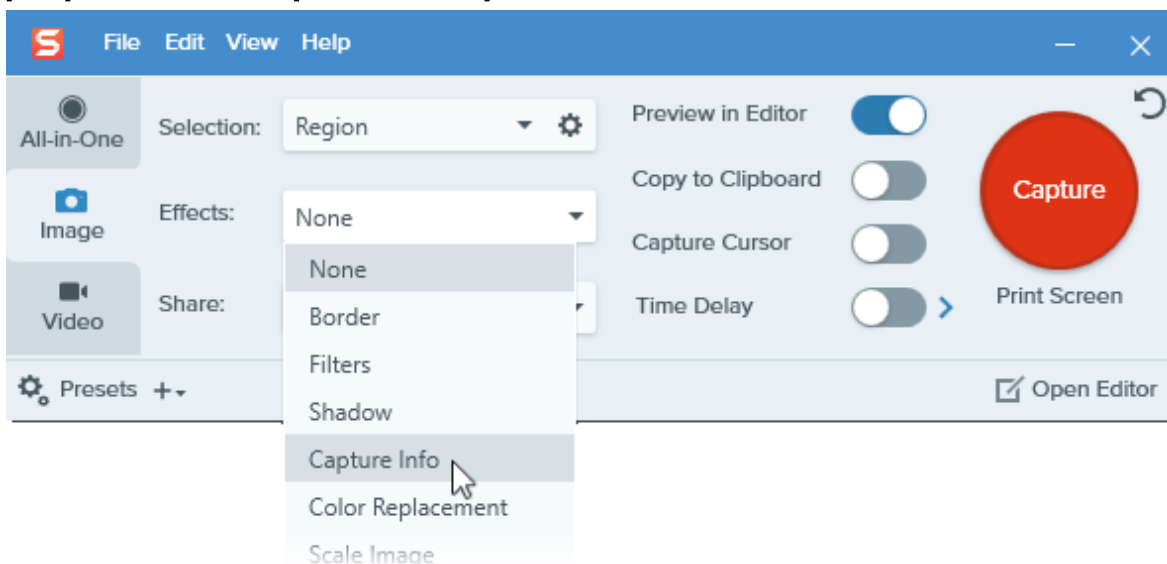 S File Edit View Help
All-in-One
Selection: Region
Preview in Editor
Copy to Clipboard
Capture
Image
Effects: None
Capture Cursor
None
Video
Share:
Border
Time Delay
Print Screen
Filters
Presets
Open Editor
Shadow
Capture Info
Color Replacement
Scale Image